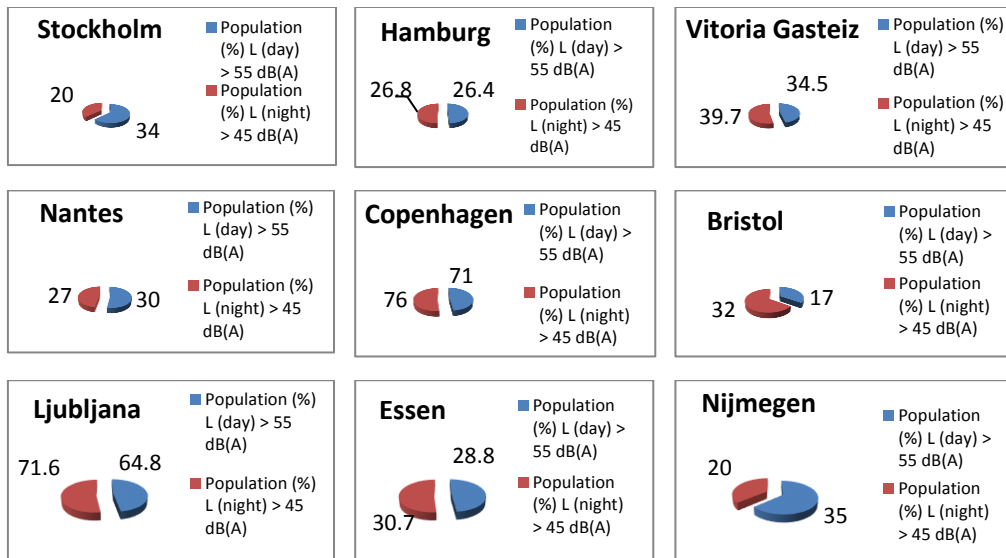 Stockholm
Population
(%) L (day)
> 55 dB(A)
Population
(%) L (night)
> 45 dB(A)
20
34
Hamburg
Population
(%) L (day) >
55 dB(A)
Population
(%) L (night)
> 45 dB(A)
26.8
26.4
Vitoria Gasteiz
Population (%)
L (day) > 55
dB(A)
Population (%)
L (night) > 45
dB(A)
34.5
39.7
Nantes
Population (%)
L (day) > 55
dB(A)
Population (%)
L (night) > 45
dB(A)
27
30
Copenhagen
Population
(%) L (day) >
55 dB(A)
Population
(%) L (night)
> 45 dB(A)
71
76
Bristol
Population
(%) L (day) >
55 dB(A)
Population
(%) L (night)
> 45 dB(A)
17
32
Ljubljana
Population (%)
L (day) > 55
dB(A)
Population (%)
L (night) > 45
dB(A)
71.6
64.8
Essen
Population
(%) L (day) >
55 dB(A)
Population
(%) L (night)
> 45 dB(A)
28.8
30.7
Nijmegen
Population
(%) L (day) >
55 dB(A)
Population
(%) L (night)
> 45 dB(A)
20
35